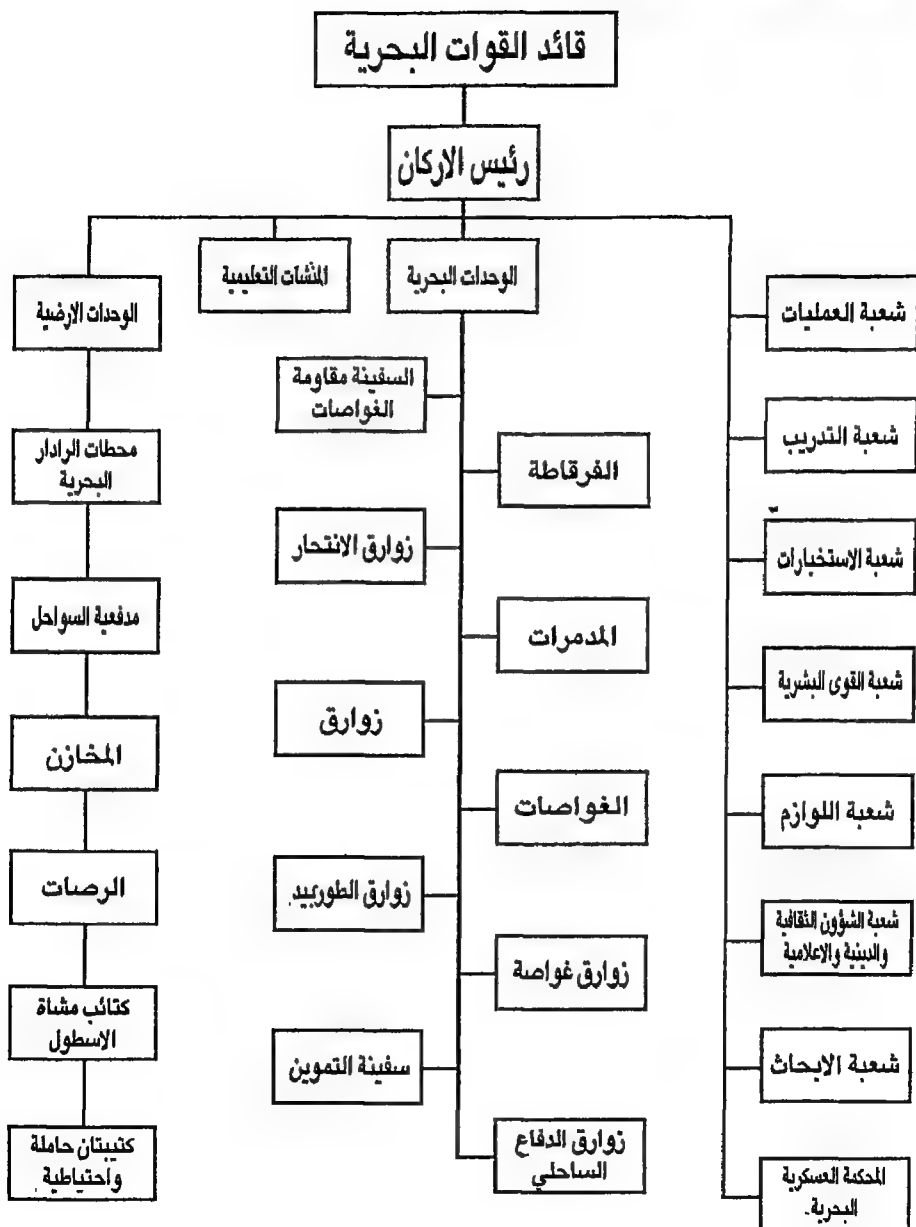 قائد القوات البحرية
رئيس الاركان
شعبة العمليات
شعبة التدريب
شعبة الاستخبارات
شعبة القوى البشرية
شعبة اللوازم
شعبة الشؤون الثقافية
والدينية والاعلامية
شعبة الابحاث
المحكمة العسكرية
البحرية.
الوحدات البحرية
السفينة مقاومة
الغواصات
الفرقاطة
زوارق الانتحار
المدمرات
زوارق
الغواصات
زوارق الطوربيد
زوارق غواصة
سفينة التموين
زوارق الدفاع
الساحلي
المنشات التعليمية
الوحدات الارضية
محطات الرادار
البحرية
مدفعية السواحل
المخازن
الرصات
كتائب مشاة
الاسطول
كتيبتان حاملة
واحتياطية